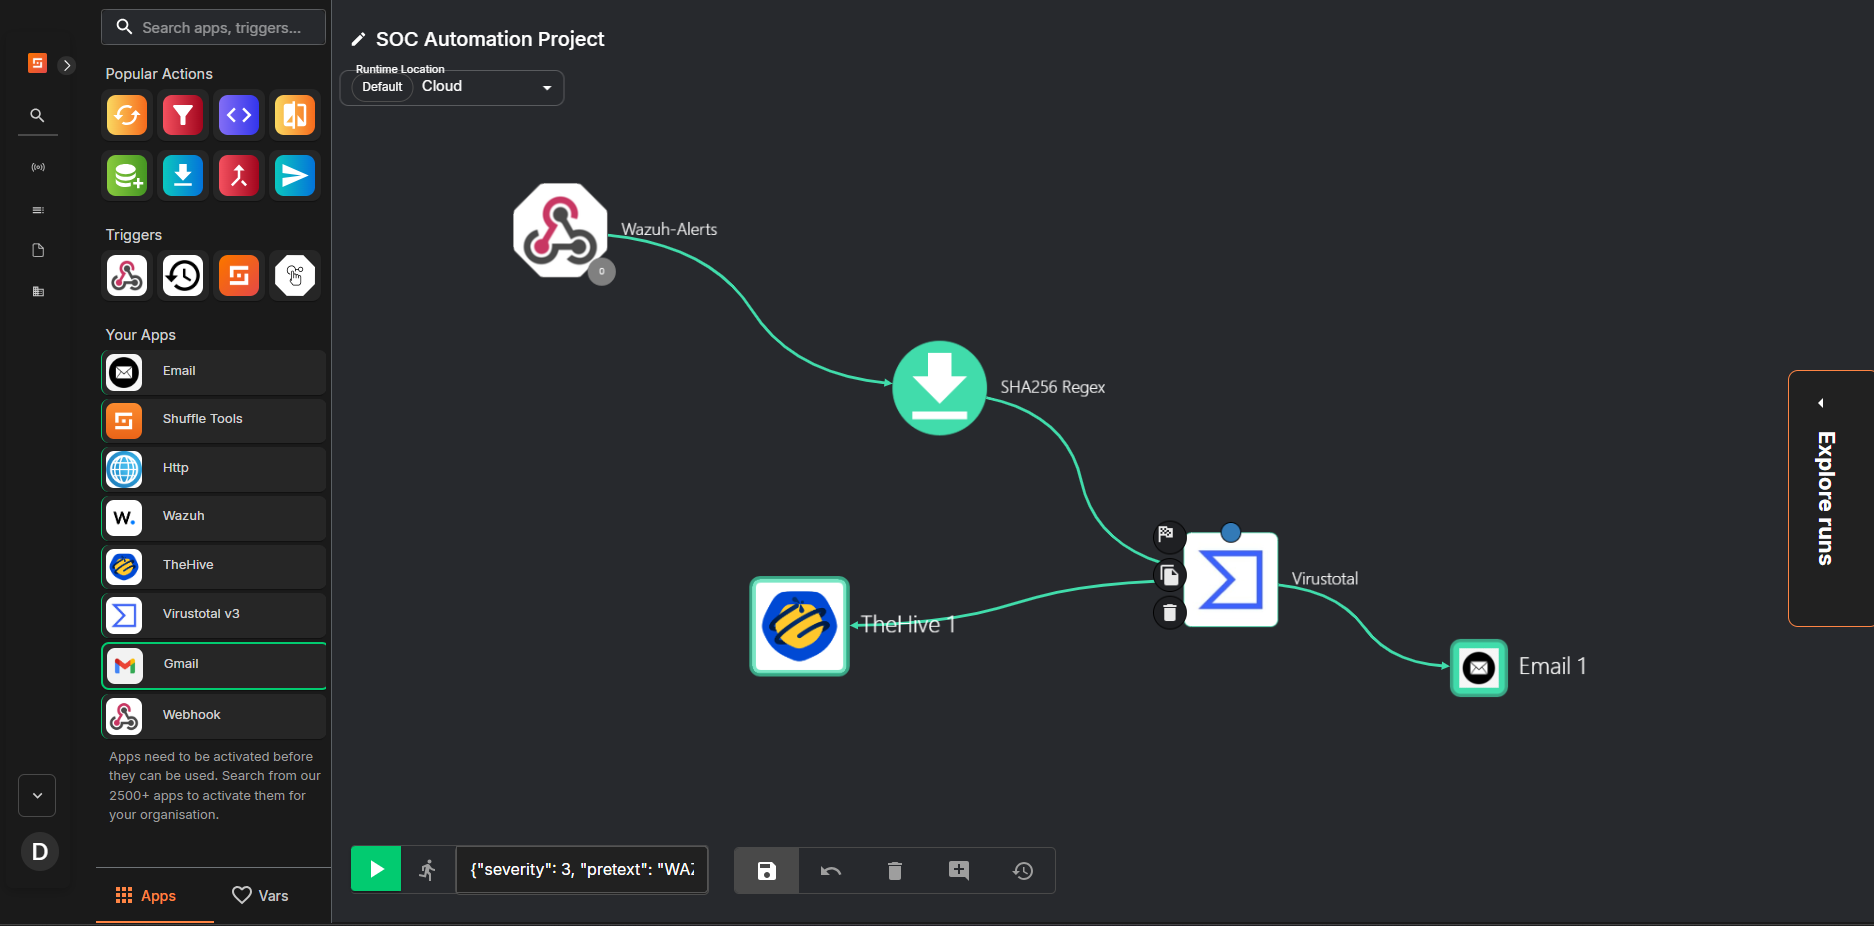 Search apps, triggers...
Popular Actions
Triggers
Your Apps
Email
Shuffle Tools
Http
W. Wazuh
TheHive
Virustotal v3
Gmail
Webhook
Apps need to be activated before
they can be used. Search from our
2500+ apps to activate them for
your organisation.
D
Apps
Vars
SOC Automation Project
Runtime Location
Default Cloud
Wazuh-Alerts
0
SHA256 Regex
Virustotal
TheHive 1
Email 1
Explore runs
{"severity": 3, "pretext": "WAZ